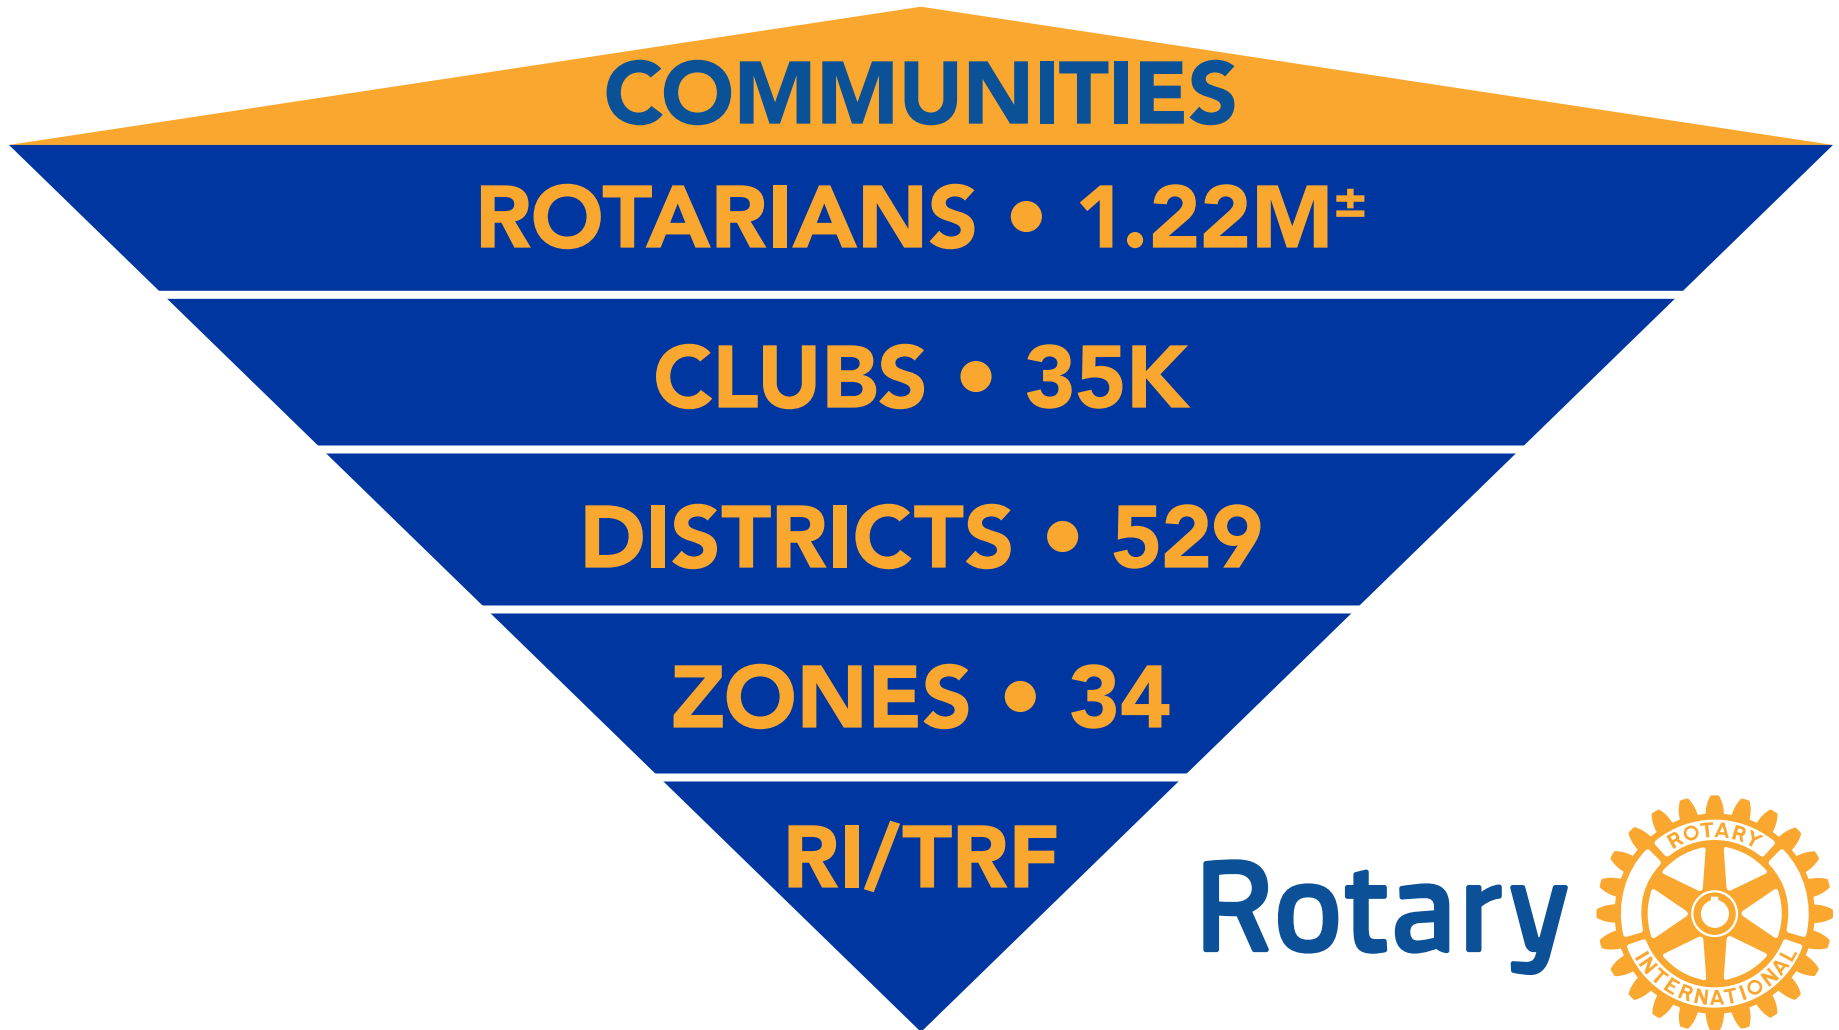 COMMUNITIES
ROTARIANS • 1.22M±
CLUBS • 35K
DISTRICTS • 529
ZONES • 34
RI/TRF
Rotary
ROTARY
INTERNATIONAL